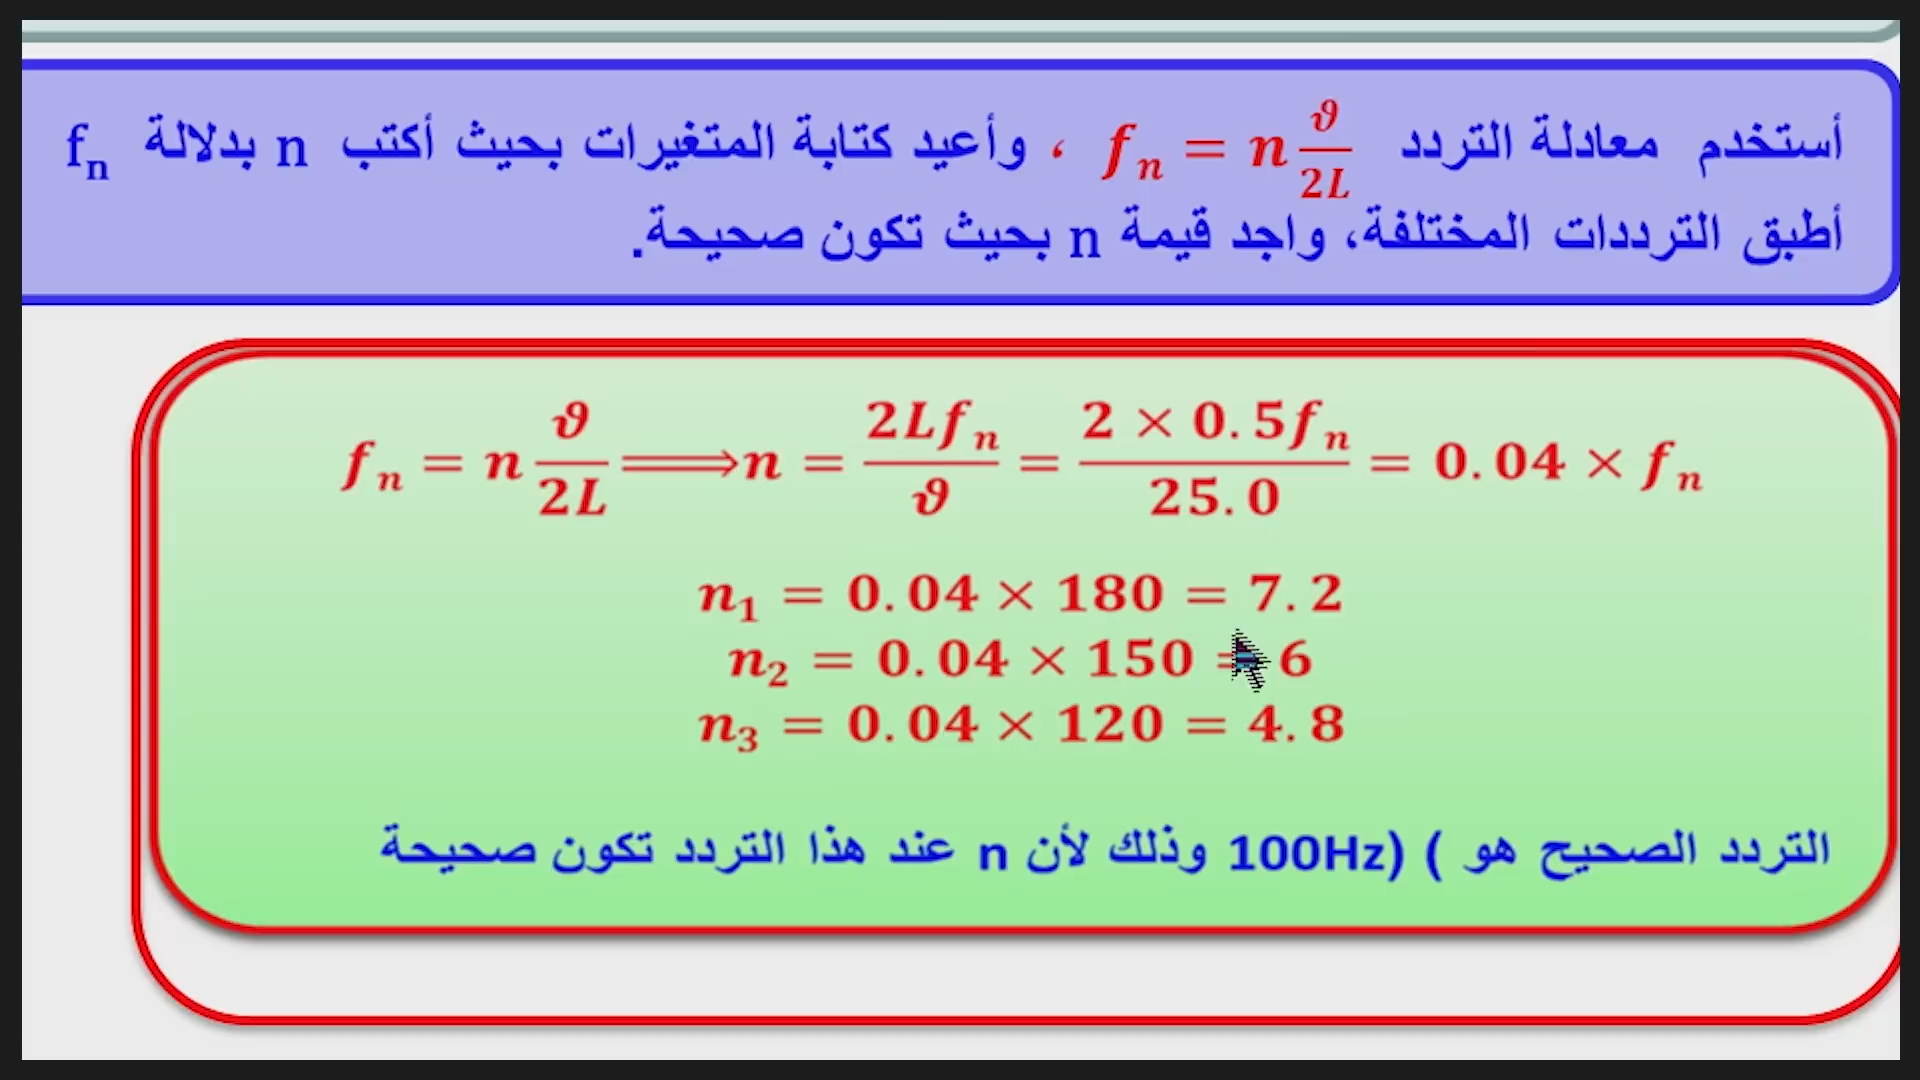 أستخدم معادلة التردد fₙ = n ϑ/2L ، وأعيد كتابة المتغيرات بحيث أكتب n بدلالة fₙ
أطبق الترددات المختلفة، واجد قيمة n بحيث تكون صحيحة.
fₙ = n ϑ/2L ⟹ n = 2Lfₙ/ϑ = 2 × 0.5fₙ/25.0 = 0.04 × fₙ
n₁ = 0.04 × 180 = 7.2
n₂ = 0.04 × 150 = 6
n₃ = 0.04 × 120 = 4.8
التردد الصحيح هو ) (100Hz وذلك لأن n عند هذا التردد تكون صحيحة